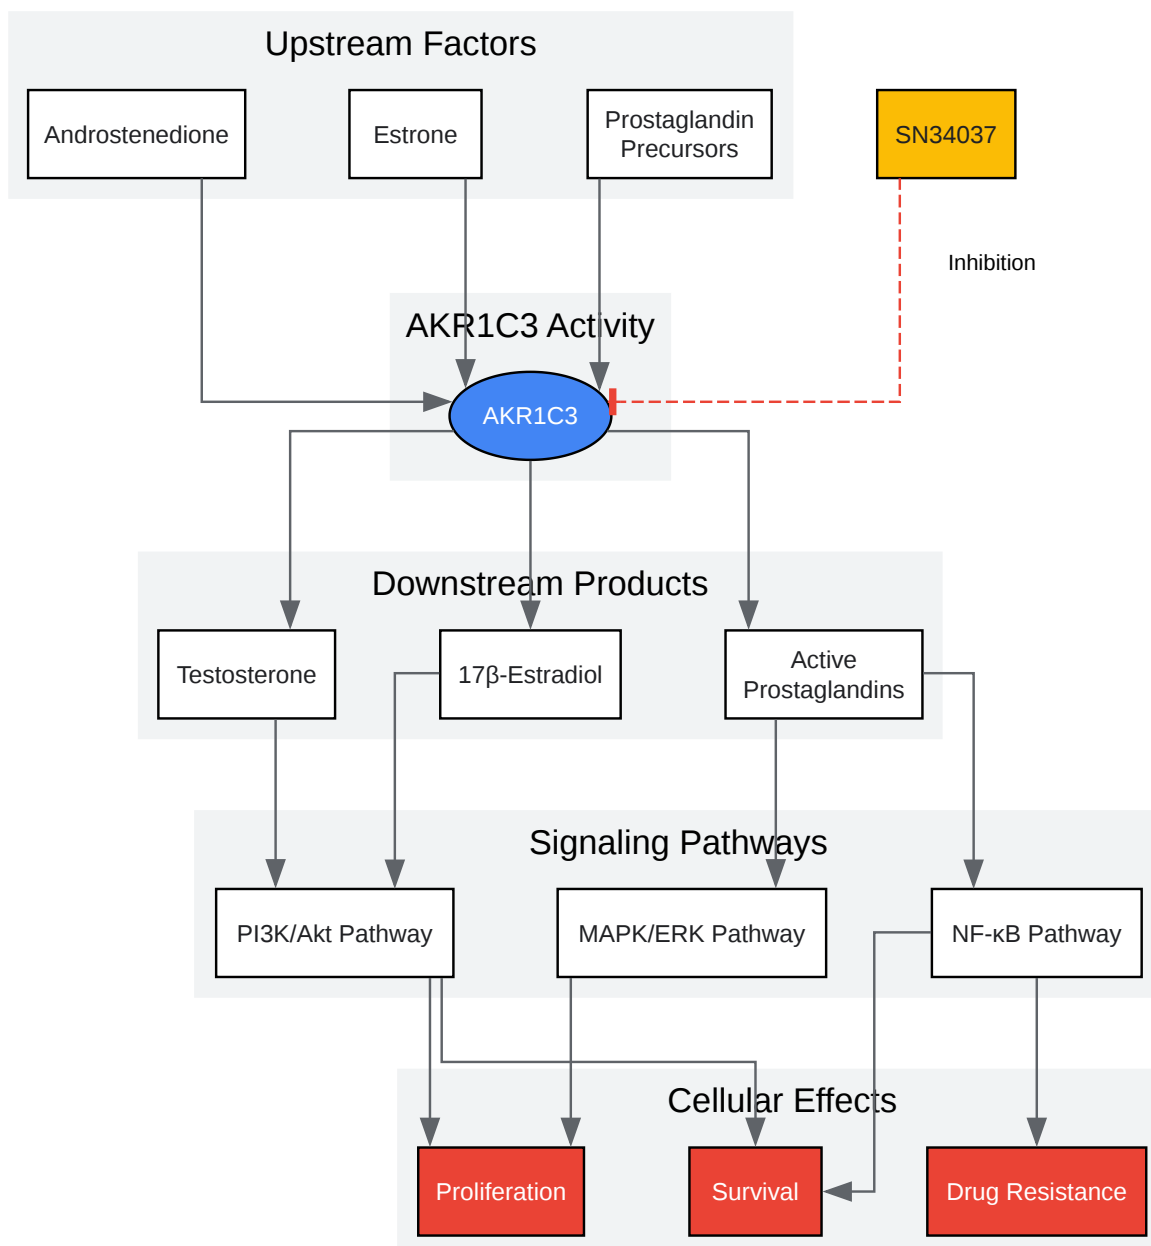 Upstream Factors
Androstenedione
Estrone
Prostaglandin
Precursors
SN34037
Inhibition
AKR1C3 Activity
AKR1C3
Downstream Products
Testosterone
17β-Estradiol
Active
Prostaglandins
Signaling Pathways
PI3K/Akt Pathway
MAPK/ERK Pathway
NF-κB Pathway
Cellular Effects
Proliferation
Survival
Drug Resistance